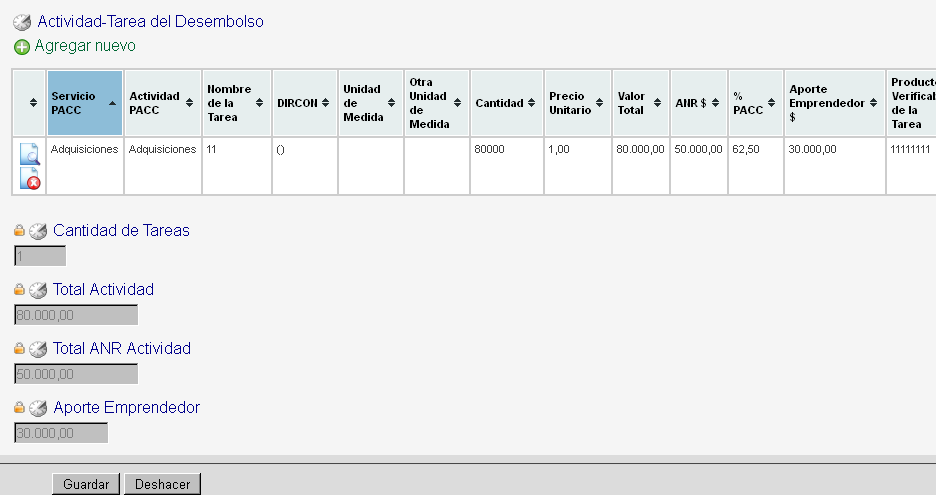 Actividad-Tarea del Desembolso
Agregar nuevo
Servicio PACC
Actividad PACC
Nombre de la Tarea
DIRCON
Unidad de Medida
Otra Unidad de Medida
Cantidad
Precio Unitario
Valor Total
ANR $
% PACC
Aporte Emprendedor $
Producto Verificab de la Tarea
Adquisiciones Adquisiciones 11 () 80000 1,00 80.000,00 50.000,00 62,50 30.000,00 11111111
Cantidad de Tareas
1
Total Actividad
80.000,00
Total ANR Actividad
50.000,00
Aporte Emprendedor
30.000,00
Guardar Deshacer